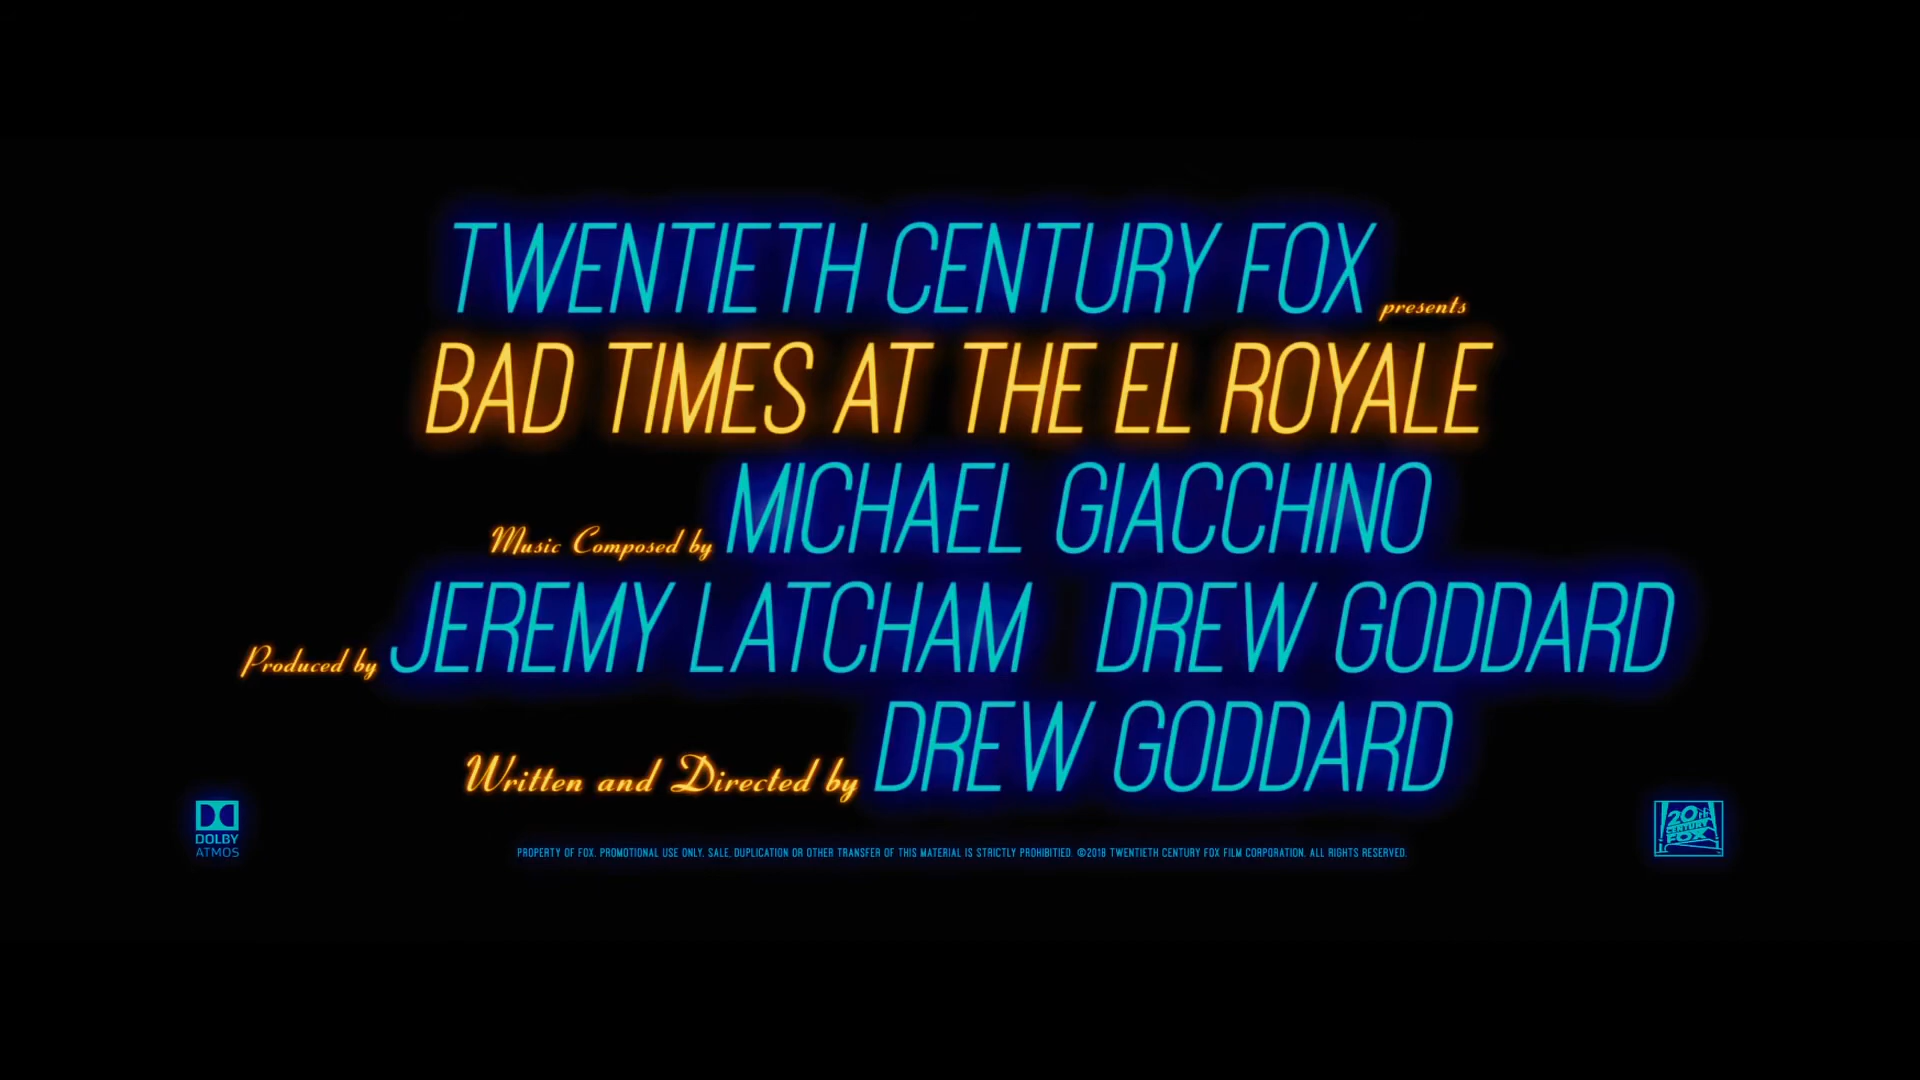 TWENTIETH CENTURY FOX presents
BAD TIMES AT THE EL ROYALE
Music Composed by MICHAEL GIACCHINO
Produced by JEREMY LATCHAM DREW GODDARD
Written and Directed by DREW GODDARD
DOLBY
ATMOS
PROPERTY OF FOX. PROMOTIONAL USE ONLY. SALE, DUPLICATION OR OTHER TRANSFER OF THIS MATERIAL IS STRICTLY PROHIBITIED. ©2018 TWENTIETH CENTURY FOX FILM CORPORATION. ALL RIGHTS RESERVED.
20th
CENTURY
FOX